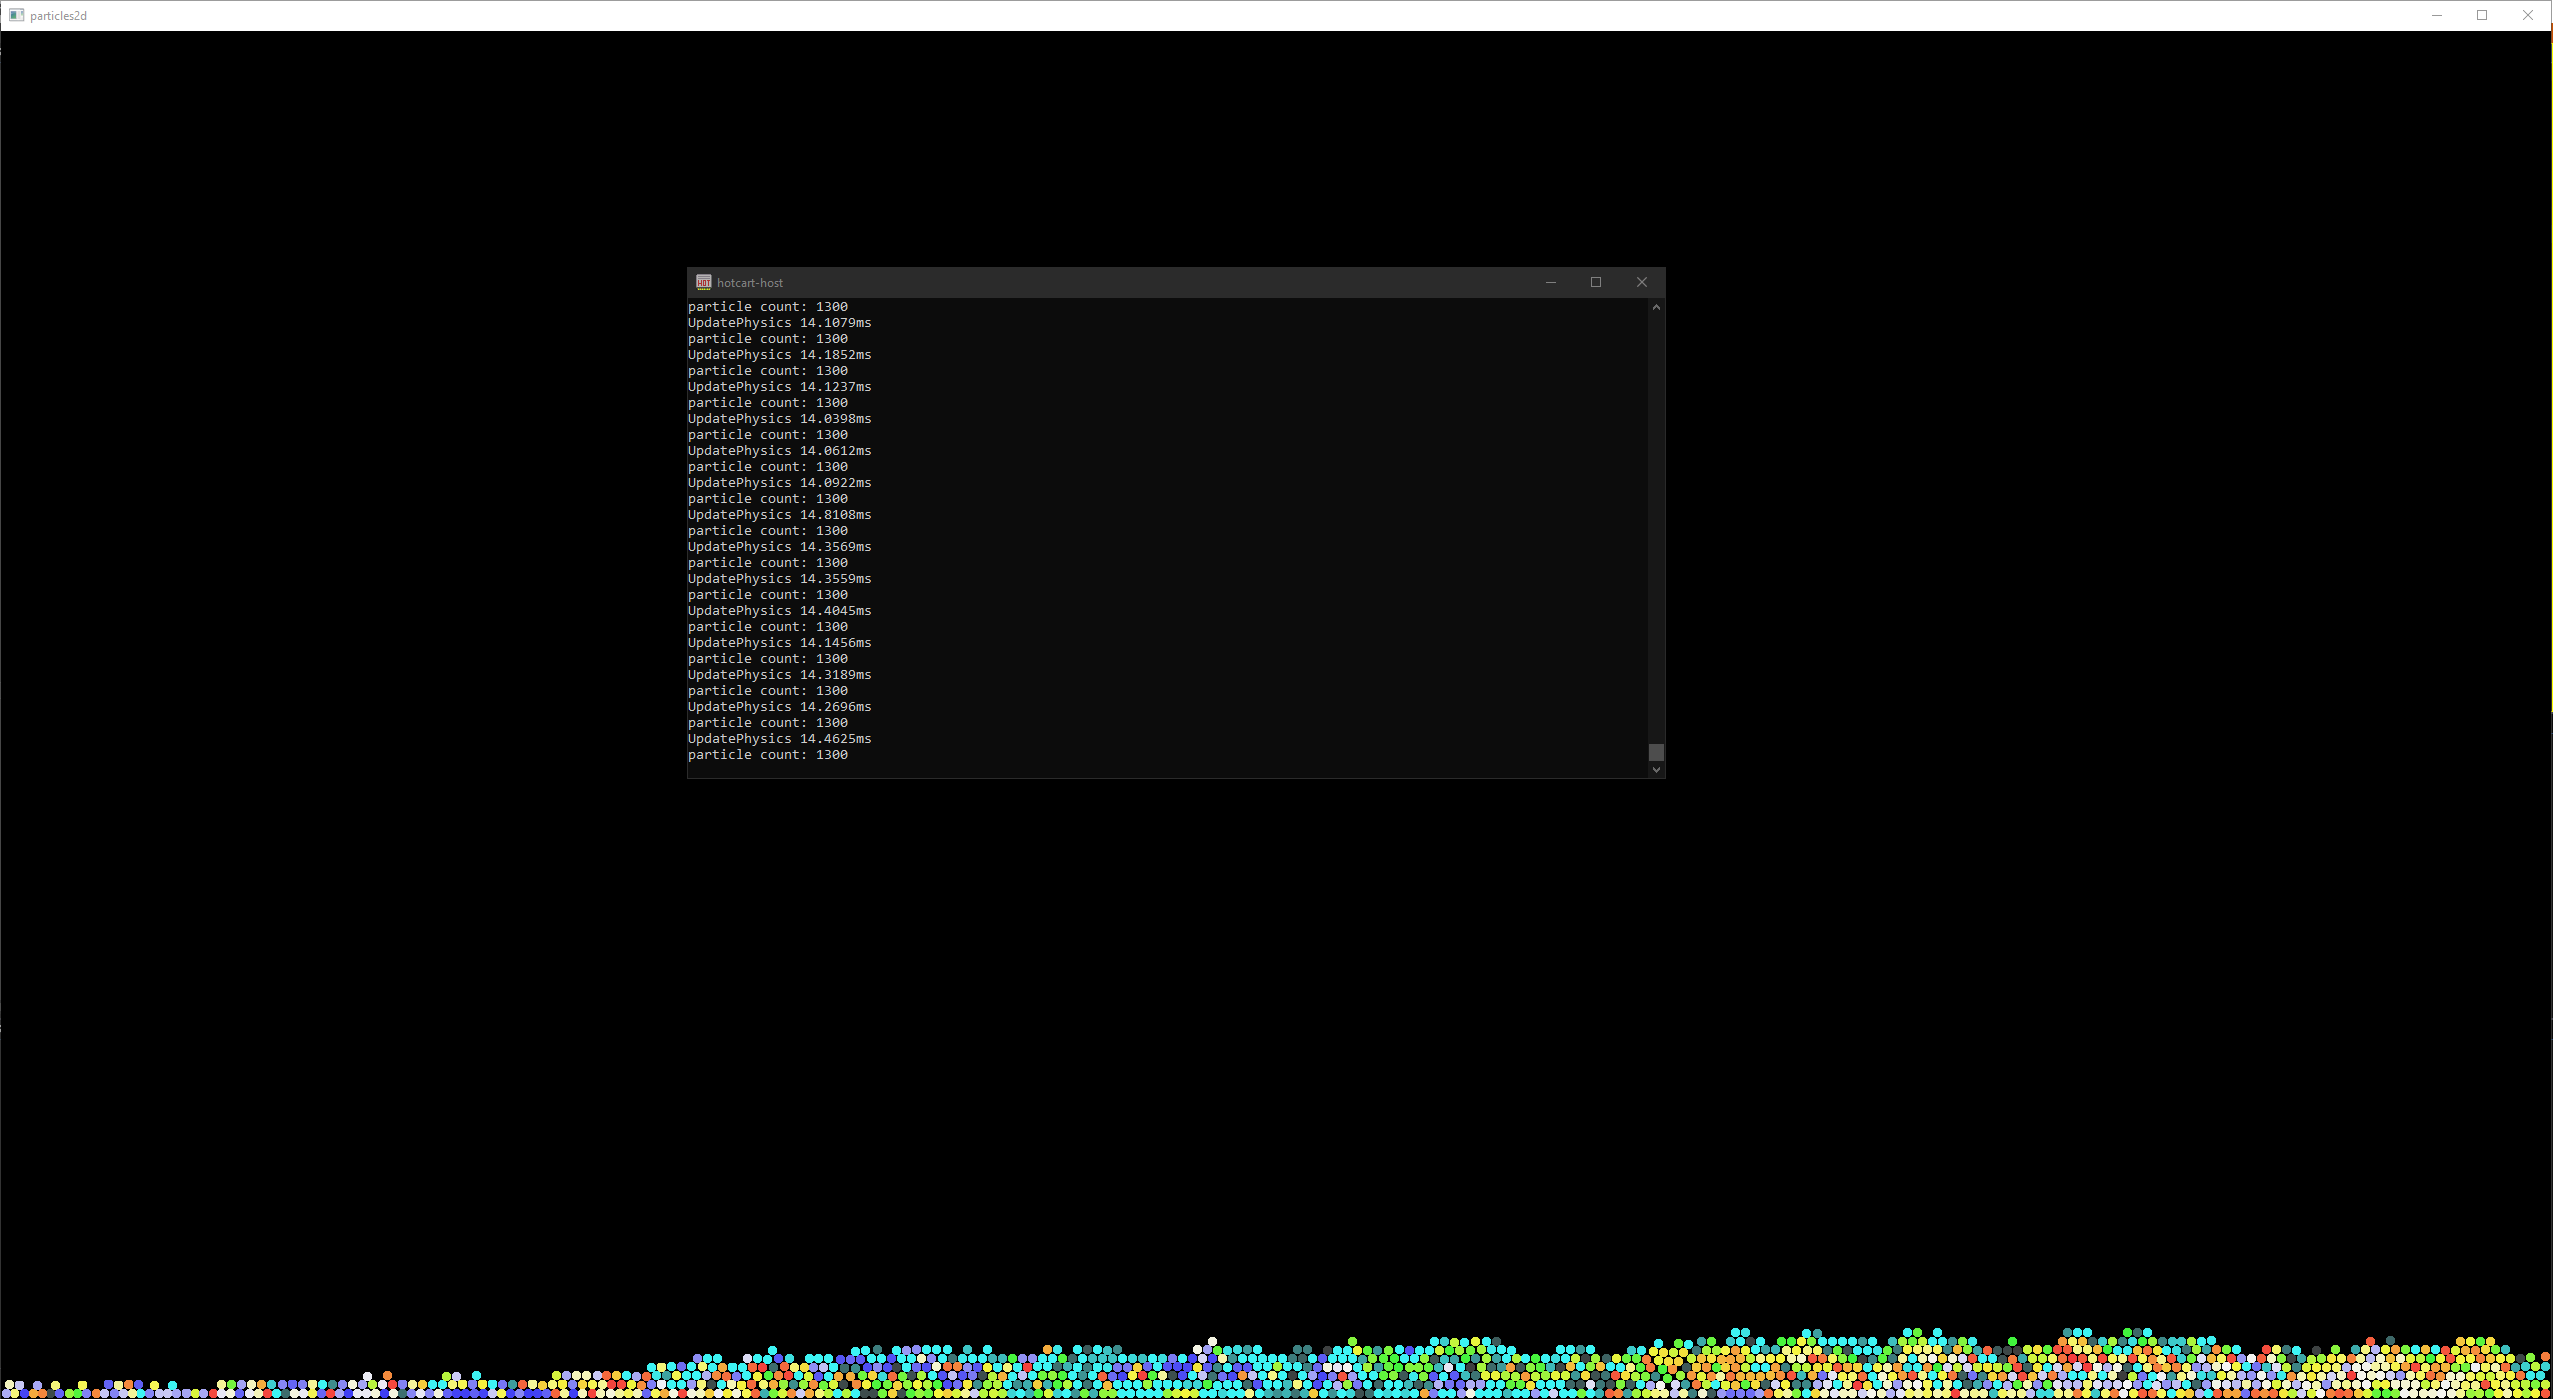 particles2d
hotcart-host
particle count: 1300
UpdatePhysics 14.1079ms
particle count: 1300
UpdatePhysics 14.1852ms
particle count: 1300
UpdatePhysics 14.1237ms
particle count: 1300
UpdatePhysics 14.0398ms
particle count: 1300
UpdatePhysics 14.0612ms
particle count: 1300
UpdatePhysics 14.0922ms
particle count: 1300
UpdatePhysics 14.8108ms
particle count: 1300
UpdatePhysics 14.3569ms
particle count: 1300
UpdatePhysics 14.3559ms
particle count: 1300
UpdatePhysics 14.4045ms
particle count: 1300
UpdatePhysics 14.1456ms
particle count: 1300
UpdatePhysics 14.3189ms
particle count: 1300
UpdatePhysics 14.2696ms
particle count: 1300
UpdatePhysics 14.4625ms
particle count: 1300